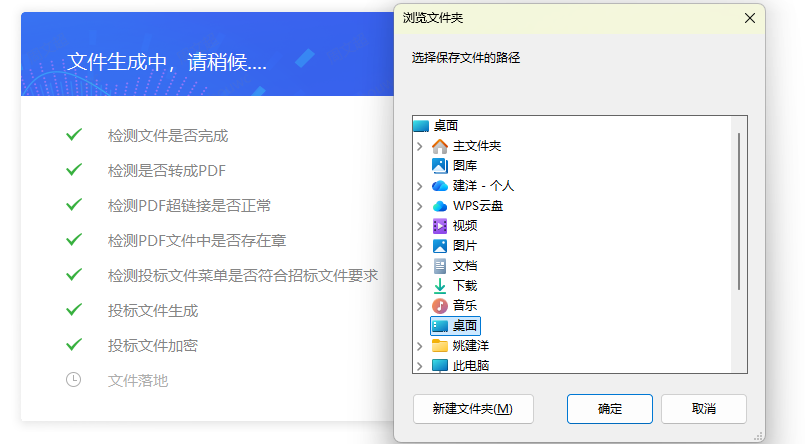 文件生成中，请稍候....
检测文件是否完成
检测是否转成PDF
检测PDF超链接是否正常
检测PDF文件中是否存在章
检测投标文件菜单是否符合招标文件要求
投标文件生成
投标文件加密
文件落地
浏览文件夹
选择保存文件的路径
桌面
主文件夹
图库
建洋 - 个人
WPS云盘
视频
图片
文档
下载
音乐
桌面
姚建洋
此电脑
新建文件夹(M)
确定
取消